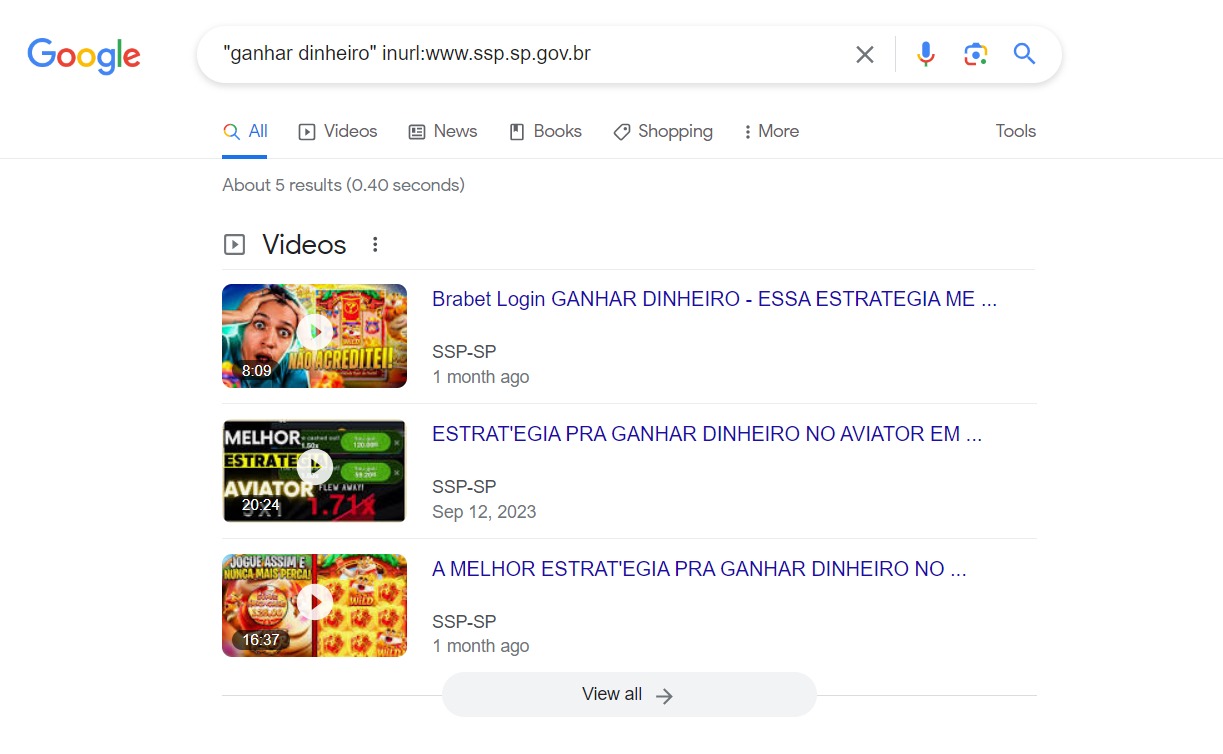 Google
"ganhar dinheiro" inurl:www.ssp.sp.gov.br
All
Videos
News
Books
Shopping
More
Tools
About 5 results (0.40 seconds)
Videos
NÃO ACREDITEI!
8:09
Brabet Login GANHAR DINHEIRO - ESSA ESTRATEGIA ME ...
SSP-SP
1 month ago
MELHOR
ESTRATEG
AVIATOR
FLEW AWAY!
1.71x
20:24
ESTRAT'EGIA PRA GANHAR DINHEIRO NO AVIATOR EM ...
SSP-SP
Sep 12, 2023
JOGUE ASSIM E
NUNCA MAIS PERCA!
WILD
16:37
A MELHOR ESTRAT'EGIA PRA GANHAR DINHEIRO NO ...
SSP-SP
1 month ago
View all